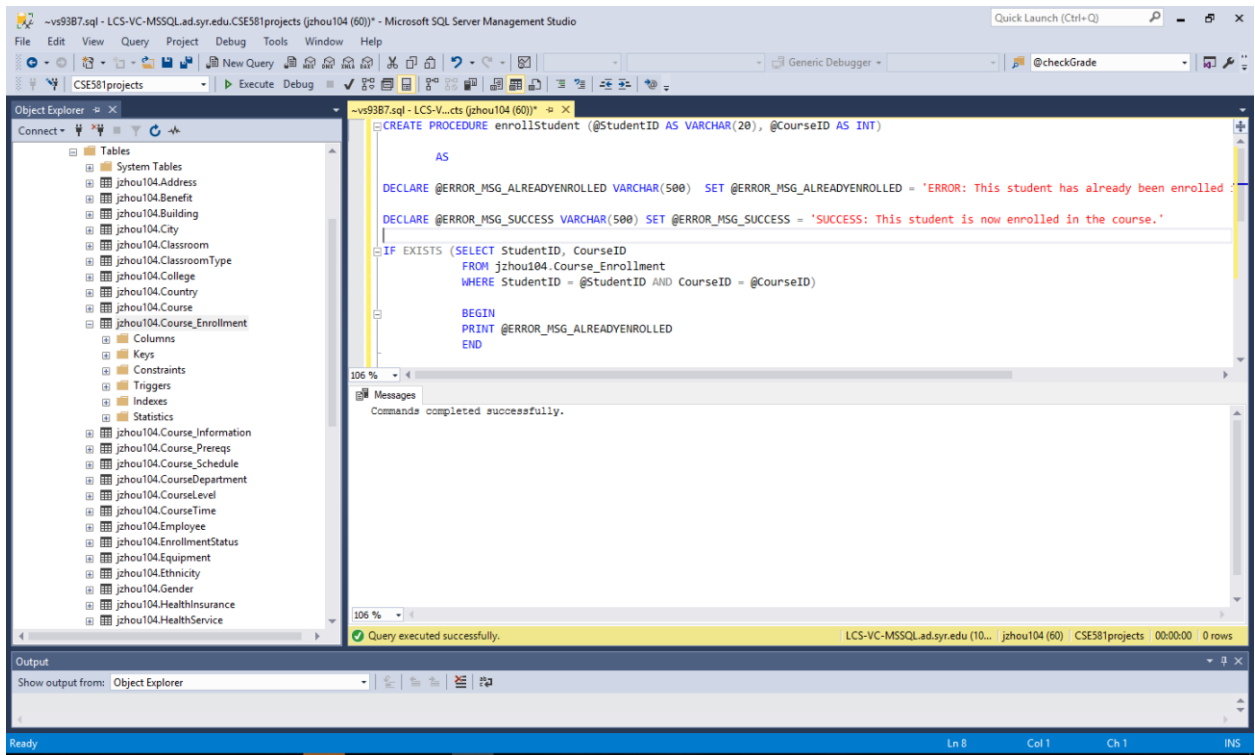 ~vs93B7.sql - LCS-VC-MSSQL.ad.syr.edu.CSE581projects (jzhou104 (60))* - Microsoft SQL Server Management Studio
Quick Launch (Ctrl+Q)
File Edit View Query Project Debug Tools Window Help
New Query
Generic Debugger
@checkGrade
CSE581projects
Execute Debug
Object Explorer
~vs93B7.sql - LCS-V...cts (jzhou104 (60))*
Connect
Tables
System Tables
jzhou104.Address
jzhou104.Benefit
jzhou104.Building
jzhou104.City
jzhou104.Classroom
jzhou104.ClassroomType
jzhou104.College
jzhou104.Country
jzhou104.Course
jzhou104.Course_Enrollment
Columns
Keys
Constraints
Triggers
Indexes
Statistics
jzhou104.Course_Information
jzhou104.Course_Prereqs
jzhou104.Course_Schedule
jzhou104.CourseDepartment
jzhou104.CourseLevel
jzhou104.CourseTime
jzhou104.Employee
jzhou104.EnrollmentStatus
jzhou104.Equipment
jzhou104.Ethnicity
jzhou104.Gender
jzhou104.HealthInsurance
jzhou104.HealthService
CREATE PROCEDURE enrollStudent (@StudentID AS VARCHAR(20), @CourseID AS INT)
AS
DECLARE @ERROR_MSG_ALREADYENROLLED VARCHAR(500) SET @ERROR_MSG_ALREADYENROLLED = 'ERROR: This student has already been enrolled
DECLARE @ERROR_MSG_SUCCESS VARCHAR(500) SET @ERROR_MSG_SUCCESS = 'SUCCESS: This student is now enrolled in the course.'
IF EXISTS (SELECT StudentID, CourseID
FROM jzhou104.Course_Enrollment
WHERE StudentID = @StudentID AND CourseID = @CourseID)
BEGIN
PRINT @ERROR_MSG_ALREADYENROLLED
END
106 %
Messages
Commands completed successfully.
106 %
Query executed successfully.
LCS-VC-MSSQL.ad.syr.edu (10... jzhou104 (60) CSE581projects 00:00:00 0 rows
Output
Show output from: Object Explorer
Ready
Ln 8 Col 1 Ch 1 INS